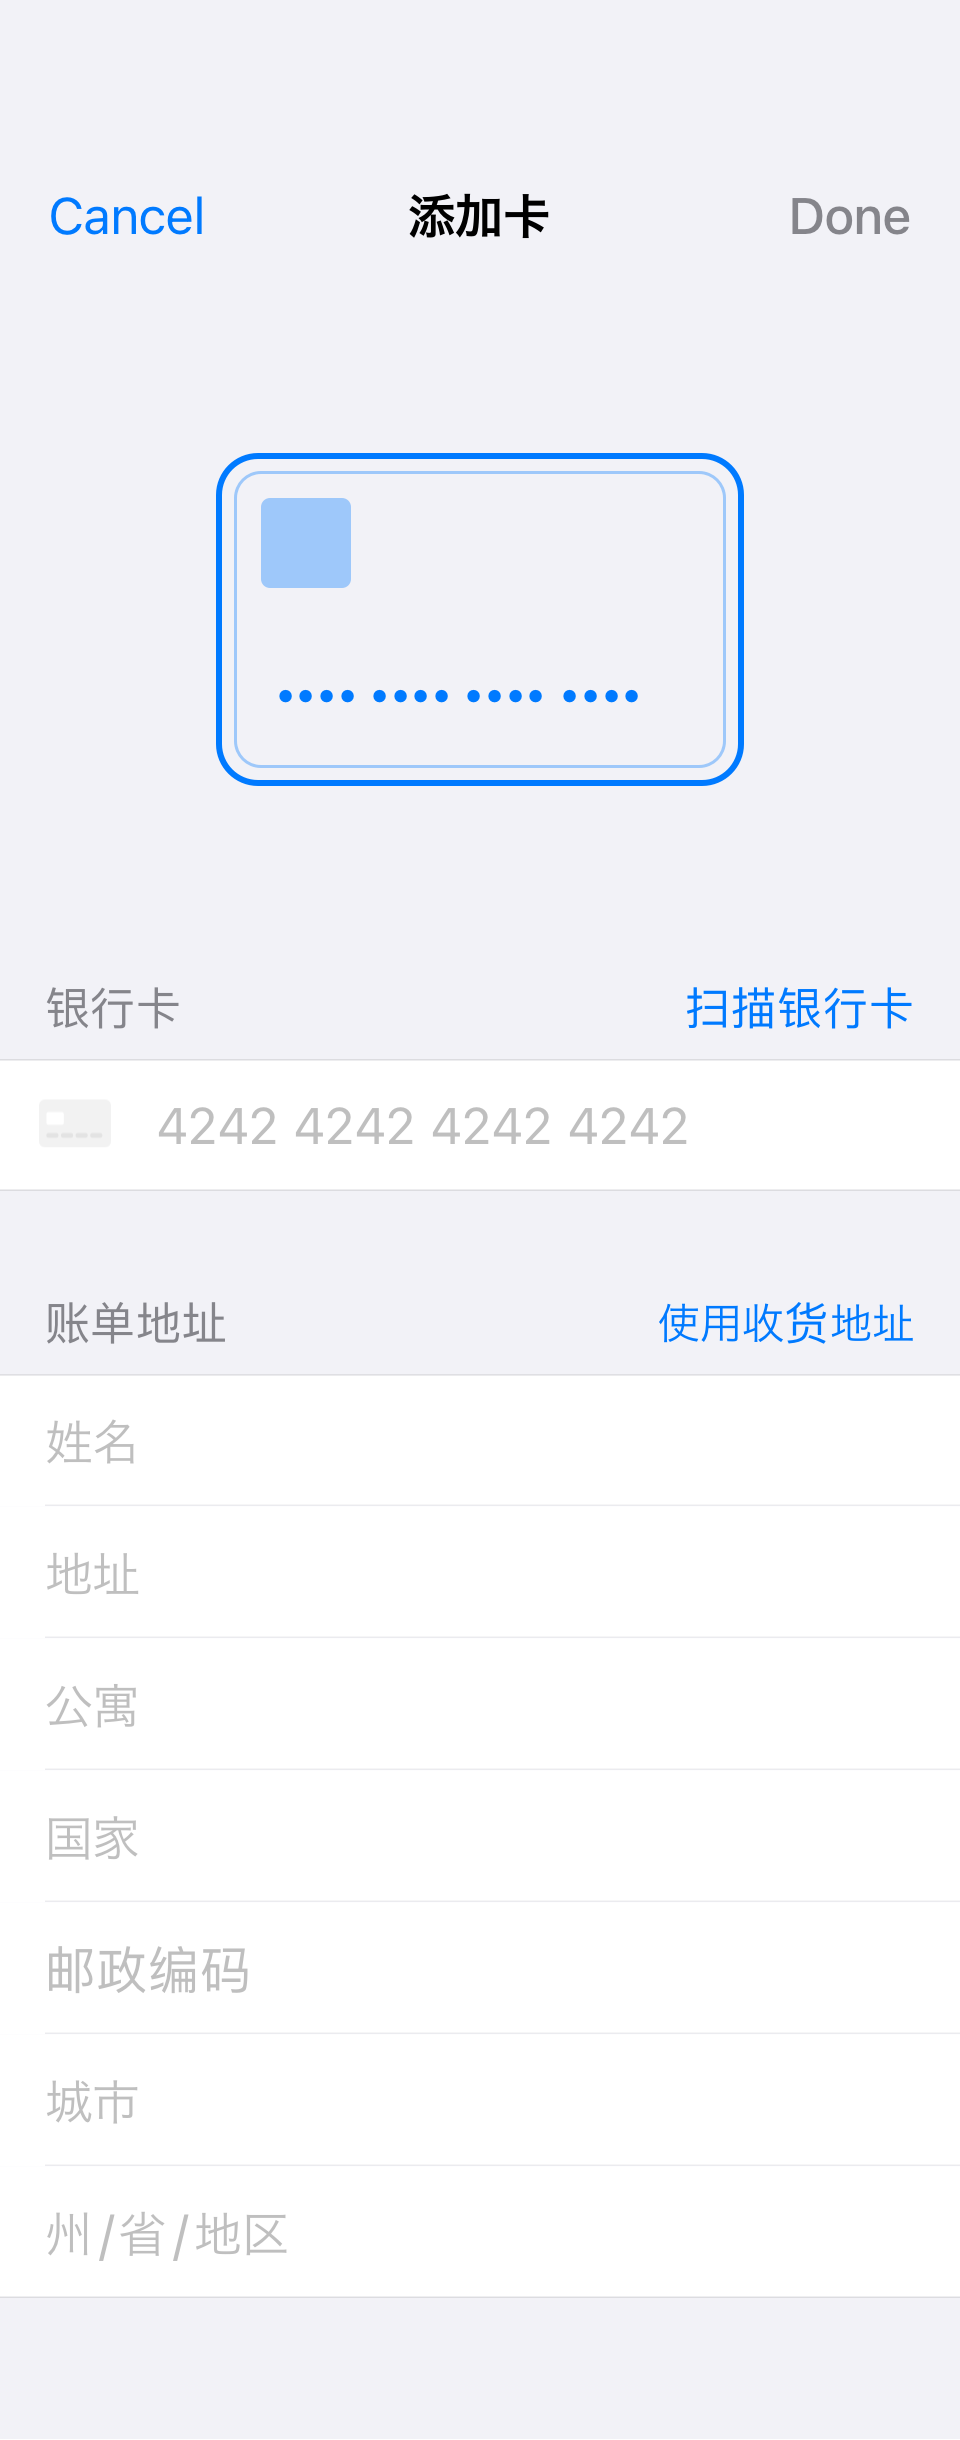 Cancel 添加卡 Done
•••• •••• •••• ••••
银行卡 扫描银行卡
4242 4242 4242 4242
账单地址 使用收货地址
姓名
地址
公寓
国家
邮政编码
城市
州/省/地区